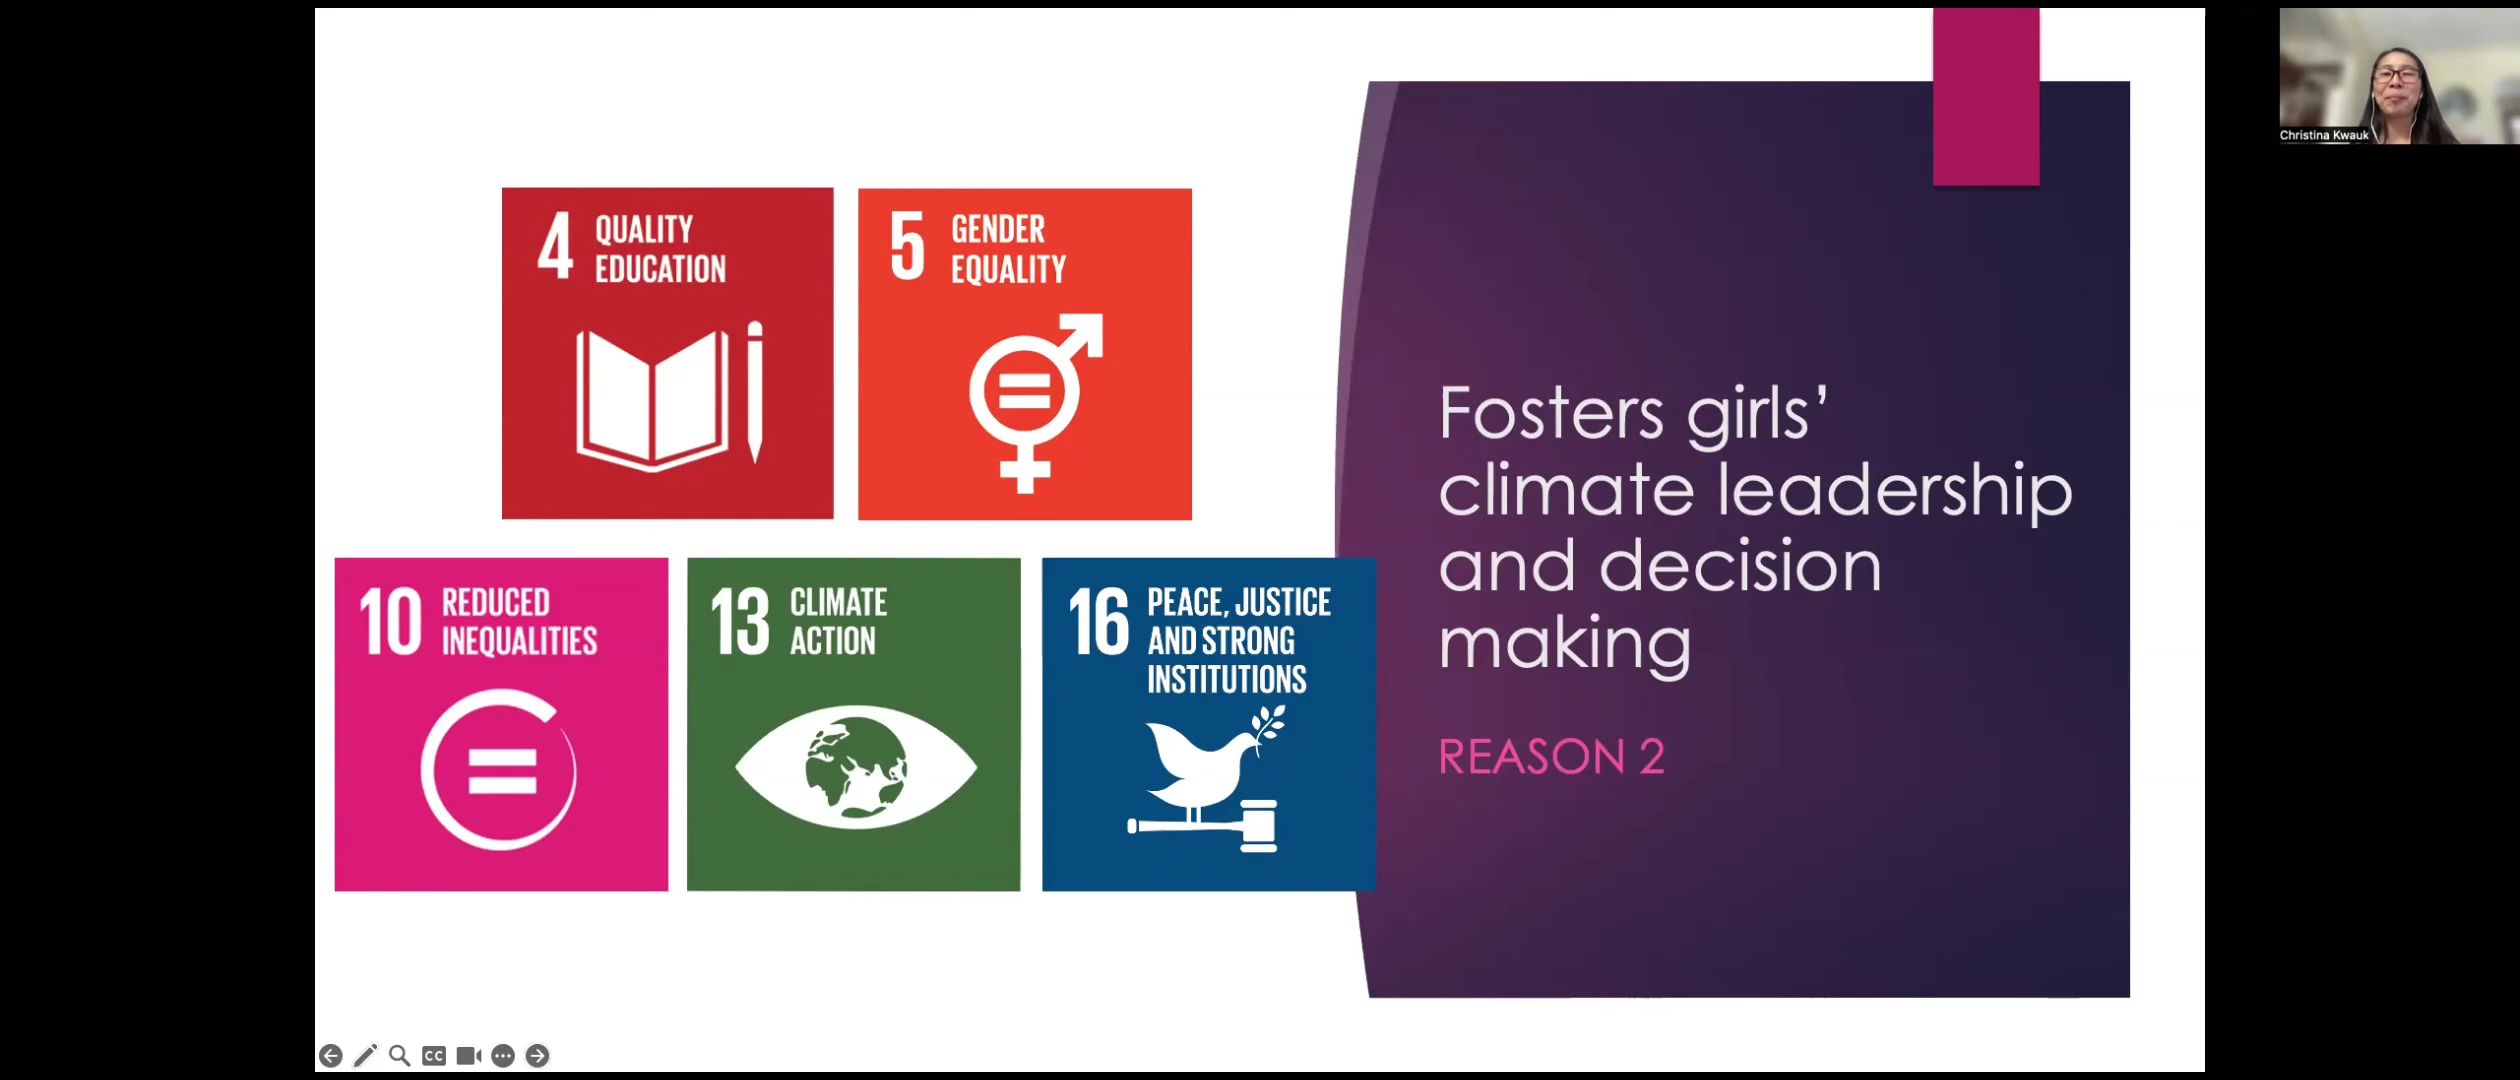 4 QUALITY
EDUCATION
5 GENDER
EQUALITY
10 REDUCED
INEQUALITIES
13 CLIMATE
ACTION
16 PEACE, JUSTICE
AND STRONG
INSTITUTIONS
Fosters girls’
climate leadership
and decision
making
REASON 2
Christina Kwauk
CC